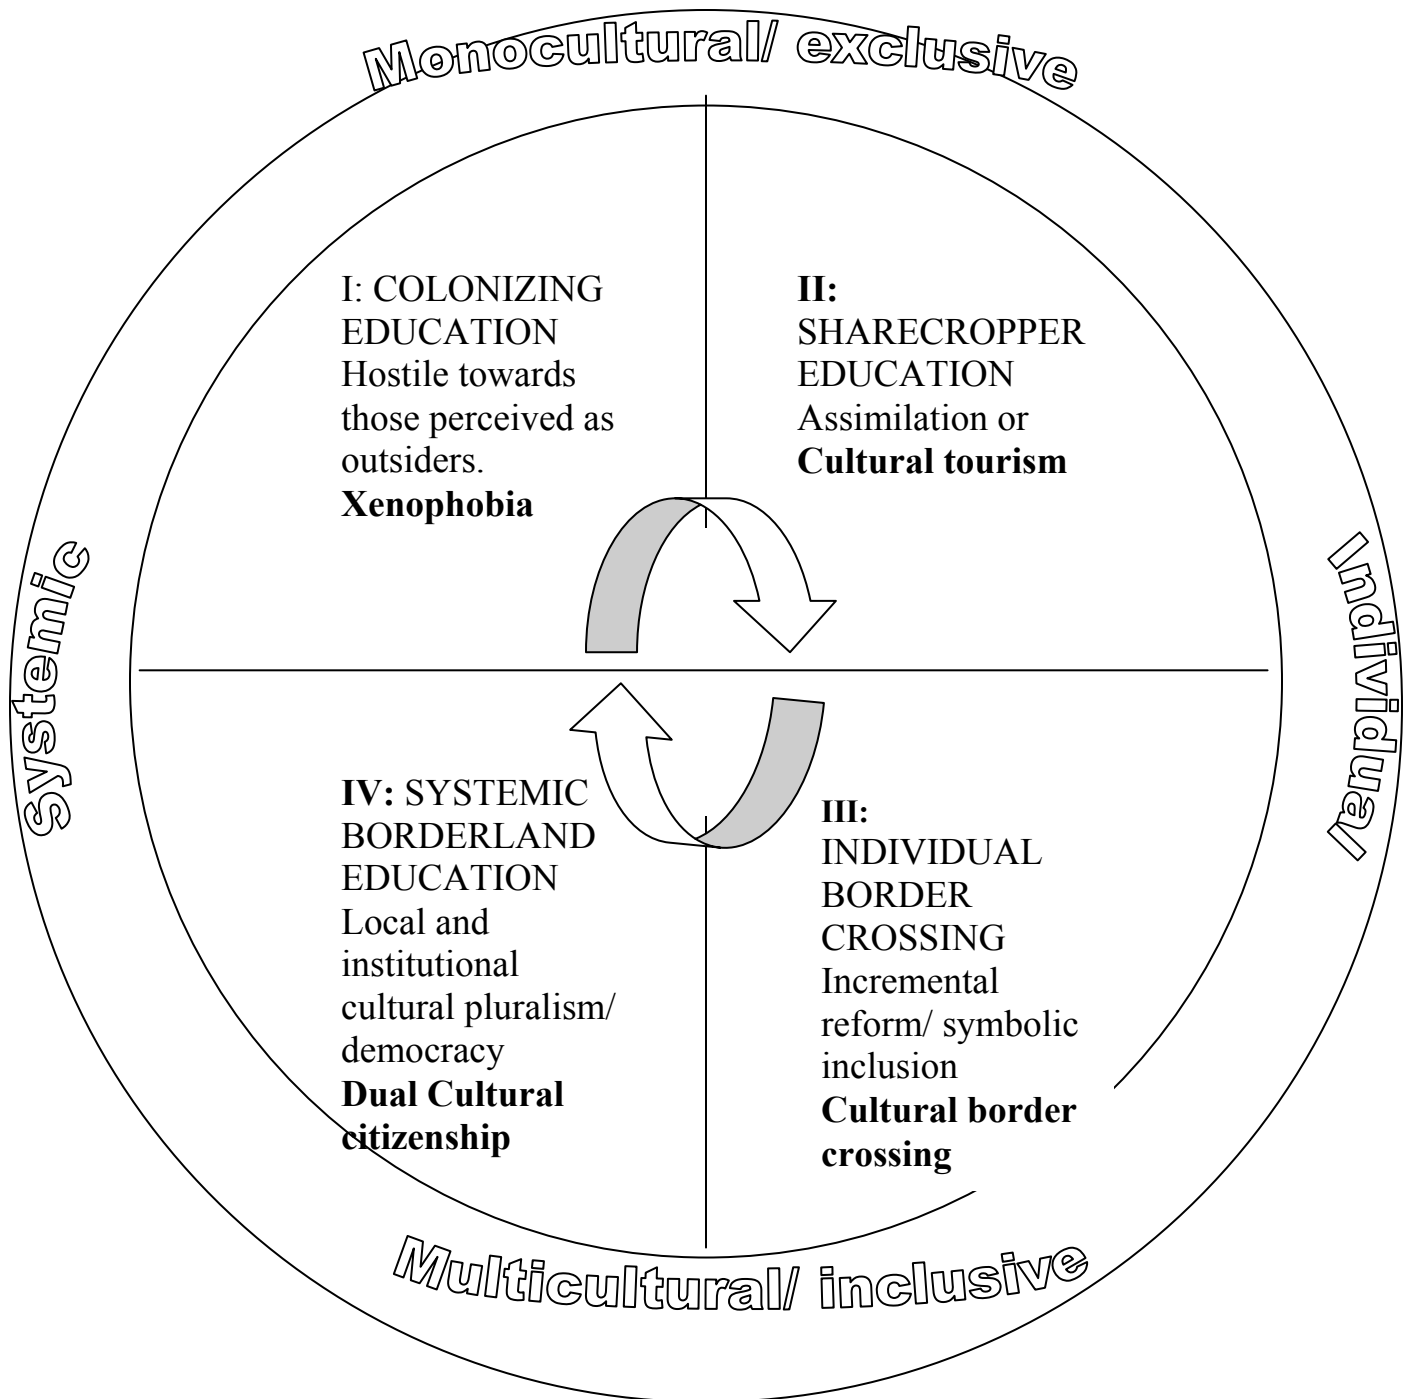 Monocultural/ exclusive
I: COLONIZING
EDUCATION
Hostile towards
those perceived as
outsiders.
Xenophobia
II:
SHARECROPPER
EDUCATION
Assimilation or
Cultural tourism
Systemic
Individual
IV: SYSTEMIC
BORDERLAND
EDUCATION
Local and
institutional
cultural pluralism/
democracy
Dual Cultural
citizenship
III:
INDIVIDUAL
BORDER
CROSSING
Incremental
reform/ symbolic
inclusion
Cultural border
crossing
Multicultural/ inclusive